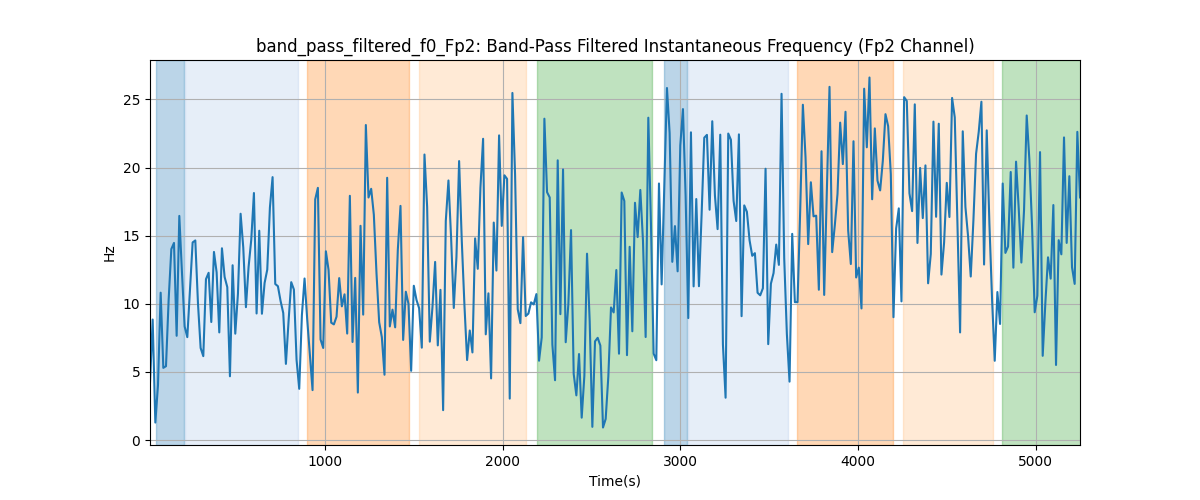 band_pass_filtered_f0_Fp2: Band-Pass Filtered Instantaneous Frequency (Fp2 Channel)
25
20
15
10
5
0
Hz
1000 2000 3000 4000 5000
Time(s)